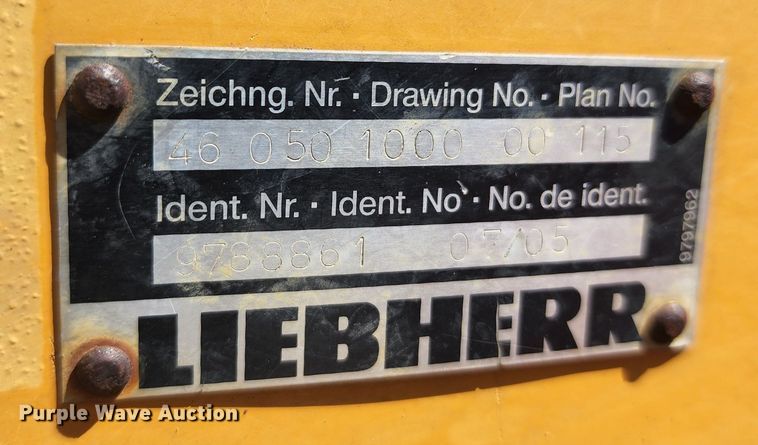 Zeichng. Nr. · Drawing No. · Plan No.
46 050 1000 00 115
Ident. Nr. · Ident. No · No. de ident.
9788861 07/05
9797962
LIEBHERR
Purple Wave Auction